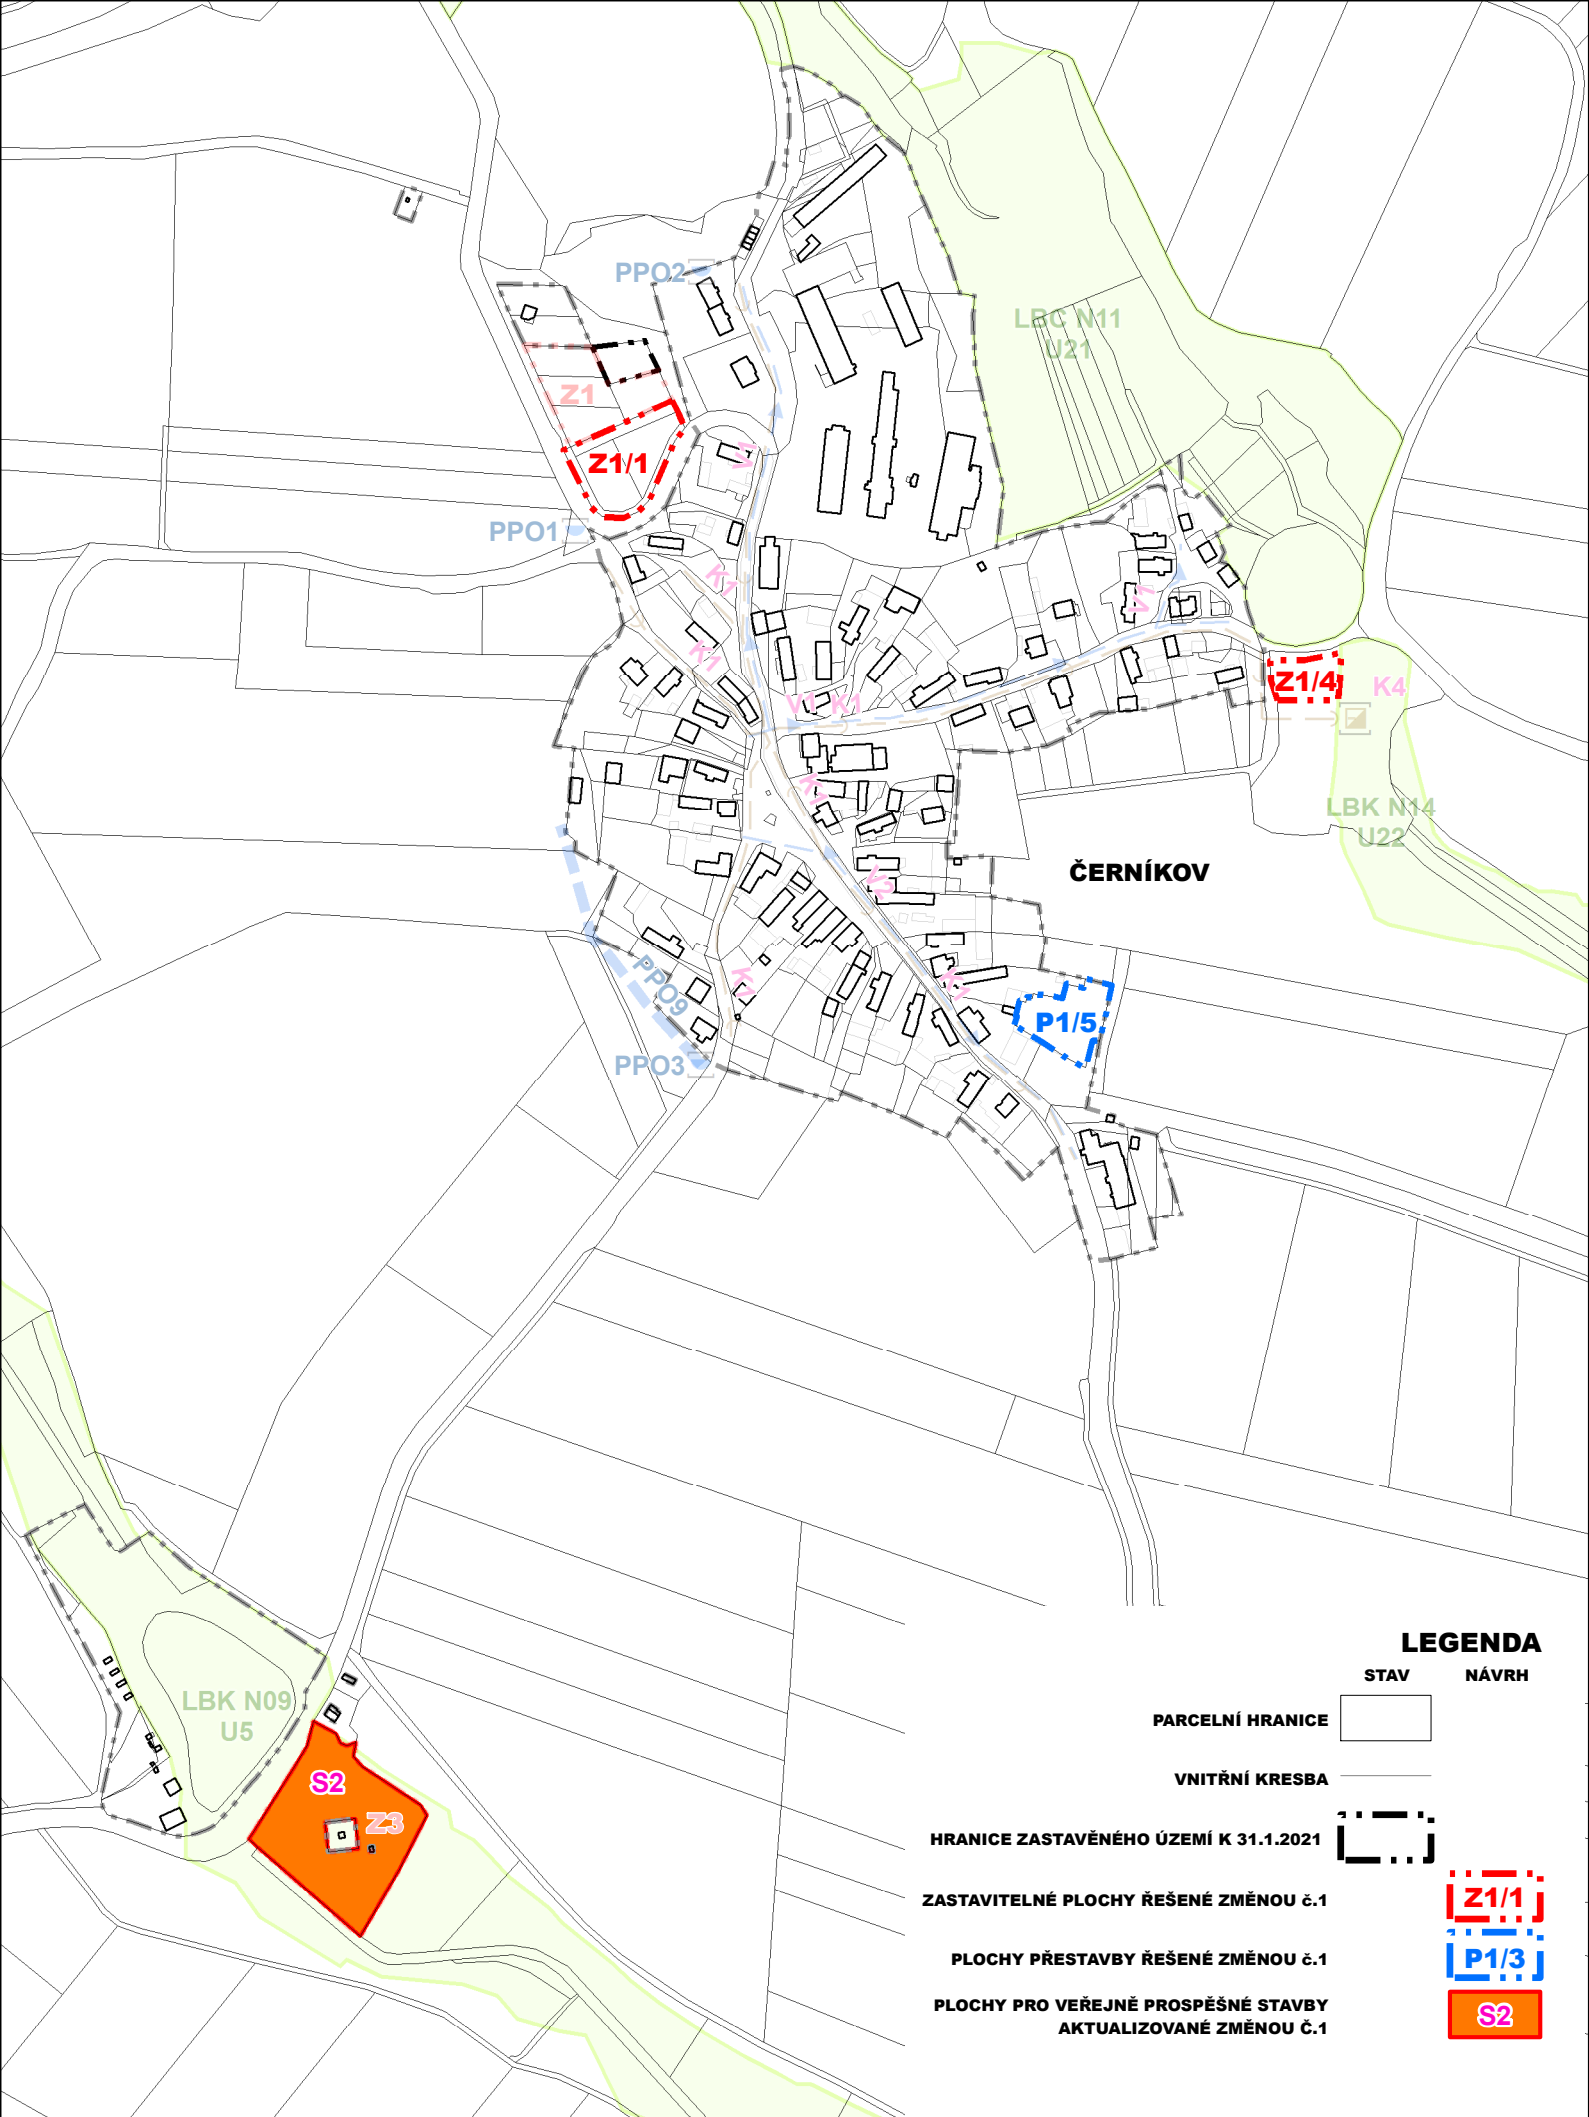 PPO2
LBC N11
U21
Z1
V1
Z1/1
PPO1
K1
V1
K1
Z1/4
K4
V1 K1
K1
LBK N14
U22
ČERNÍKOV
V2
PPO9
K1
K1
P1/5
PPO3
LEGENDA
STAV NÁVRH
PARCELNÍ HRANICE
VNITŘNÍ KRESBA
HRANICE ZASTAVĚNÉHO ÚZEMÍ K 31.1.2021
ZASTAVITELNÉ PLOCHY ŘEŠENÉ ZMĚNOU č.1
Z1/1
PLOCHY PŘESTAVBY ŘEŠENÉ ZMĚNOU č.1
P1/3
PLOCHY PRO VEŘEJNĚ PROSPĚŠNÉ STAVBY
AKTUALIZOVANÉ ZMĚNOU Č.1
S2
LBK N09
U5
S2
Z3